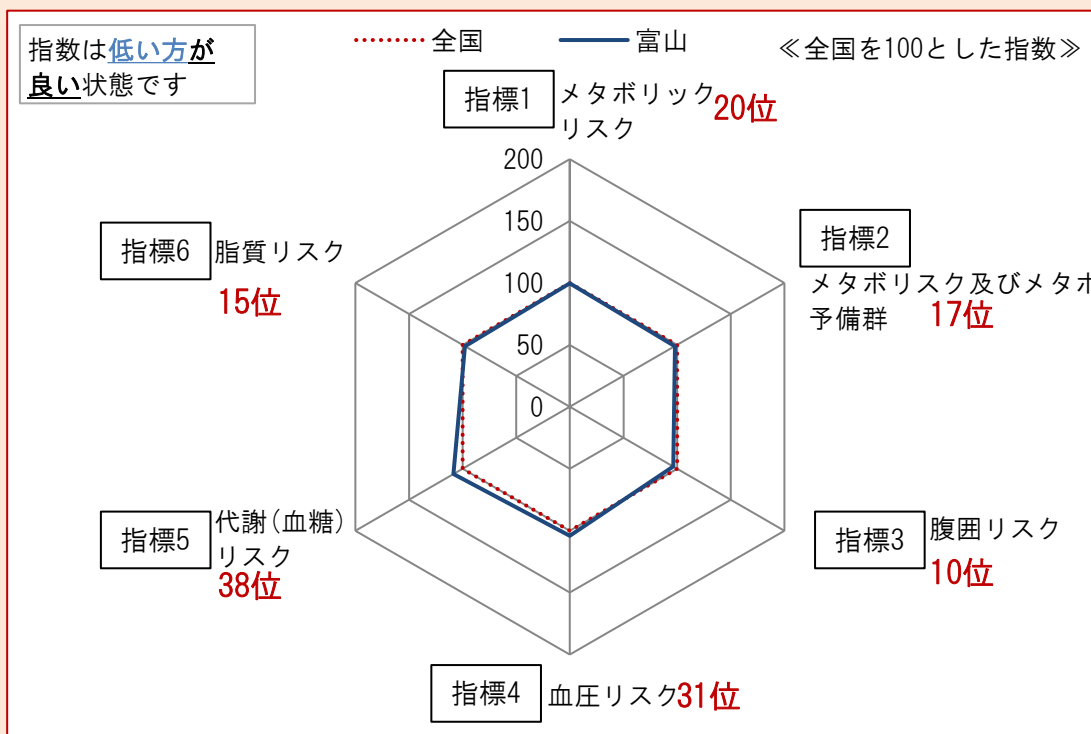 指数は低い方が
良い状態です
全国
富山
≪全国を100とした指数≫
指標1
メタボリック
リスク
20位
指標2
メタボリスク及びメタボ
予備群
17位
指標3
腹囲リスク
10位
指標4
血圧リスク
31位
指標5
代謝(血糖)
リスク
38位
指標6
脂質リスク
15位
200
150
100
50
0